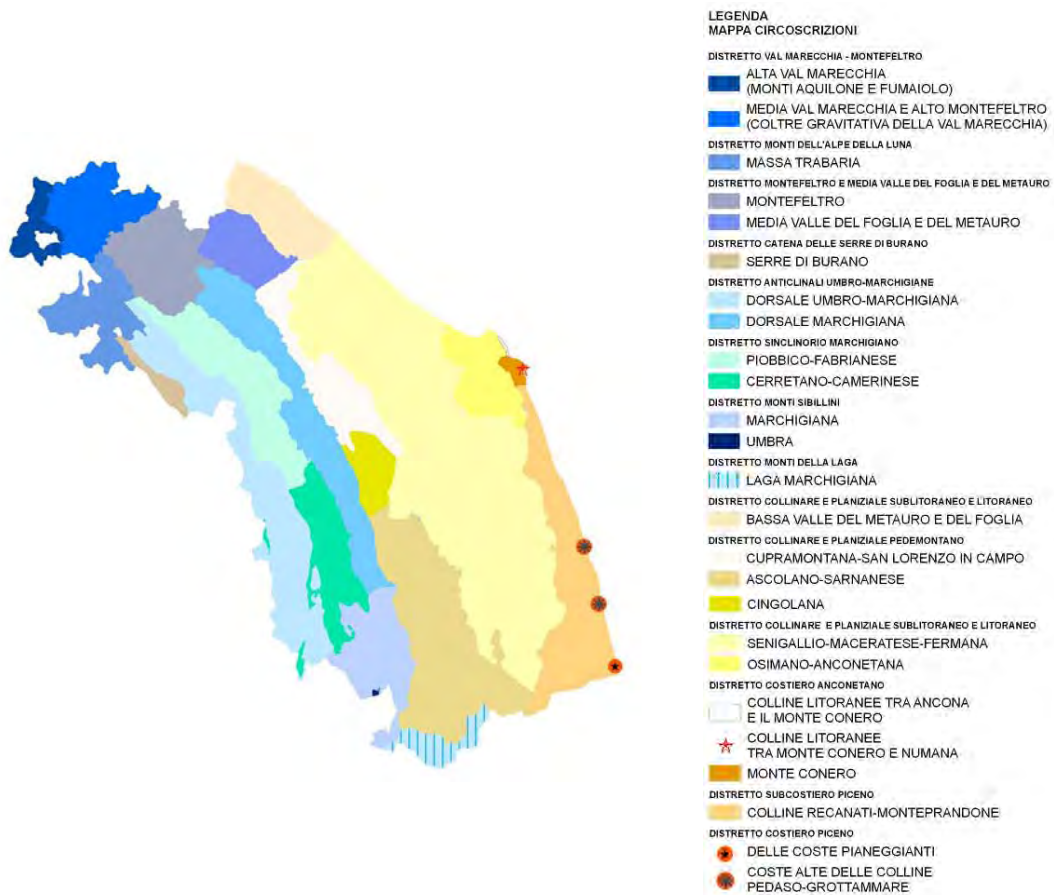 LEGENDA
MAPPA CIRCOSCRIZIONI
DISTRETTO VAL MARECCHIA - MONTEFELTRO
ALTA VAL MARECCHIA
(MONTI AQUILONE E FUMAIOLO)
MEDIA VAL MARECCHIA E ALTO MONTEFELTRO
(COLTRE GRAVITATIVA DELLA VAL MARECCHIA)
DISTRETTO MONTI DELL'ALPE DELLA LUNA
MASSA TRABARIA
DISTRETTO MONTEFELTRO E MEDIA VALLE DEL FOGLIA E DEL METAURO
MONTEFELTRO
MEDIA VALLE DEL FOGLIA E DEL METAURO
DISTRETTO CATENA DELLE SERRE DI BURANO
SERRE DI BURANO
DISTRETTO ANTICLINALI UMBRO-MARCHIGIANE
DORSALE UMBRO-MARCHIGIANA
DORSALE MARCHIGIANA
DISTRETTO SINCLINORIO MARCHIGIANO
PIOBBICO-FABRIANESE
CERRETANO-CAMERINESE
DISTRETTO MONTI SIBILLINI
MARCHIGIANA
UMBRA
DISTRETTO MONTI DELLA LAGA
LAGA MARCHIGIANA
DISTRETTO COLLINARE E PLANIZIALE SUBLITORANEO E LITORANEO
BASSA VALLE DEL METAURO E DEL FOGLIA
DISTRETTO COLLINARE E PLANIZIALE PEDEMONTANO
CUPRAMONTANA-SAN LORENZO IN CAMPO
ASCOLANO-SARNANESE
CINGOLANA
DISTRETTO COLLINARE E PLANIZIALE SUBLITORANEO E LITORANEO
SENIGALLIO-MACERATESE-FERMANA
OSIMANO-ANCONETANA
DISTRETTO COSTIERO ANCONETANO
COLLINE LITORANEE TRA ANCONA
E IL MONTE CONERO
COLLINE LITORANEE
TRA MONTE CONERO E NUMANA
MONTE CONERO
DISTRETTO SUBCOSTIERO PICENO
COLLINE RECANATI-MONTEPRANDONE
DISTRETTO COSTIERO PICENO
DELLE COSTE PIANEGGIANTI
COSTE ALTE DELLE COLLINE
PEDASO-GROTTAMMARE